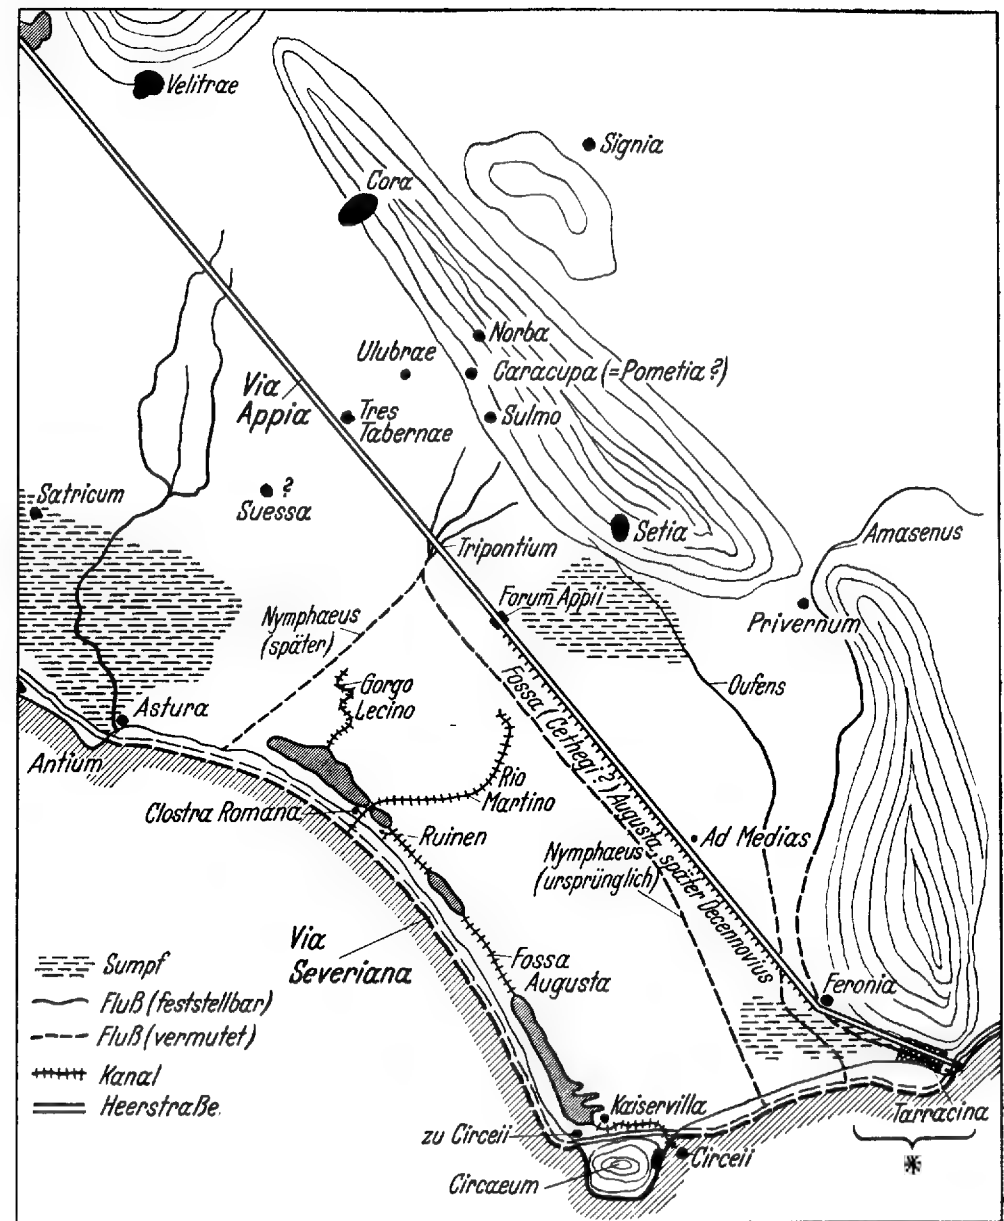 Velitrae
Signia
Cora
Norba
Ulubrae
Caracupa (=Pometia?)
Via
Appia
Tres
Tabernae
Sulmo
?
Suessa
Satricum
Setia
Amasenus
Tripontium
Forum Appii
Privernum
Nymphaeus
(später)
Gorgo
Lecino
Oufens
Astura
Fossa (Cethegi?) Augusta, später Decennovius
Antium
Rio
Martino
Clostra Romana
Ruinen
Ad Medias
Nymphaeus
(ursprünglich)
Via
Severiana
Fossa
Augusta
Sumpf
Fluß (feststellbar)
Fluß (vermutet)
Kanal
Heerstraße
Feronia
Kaiservilla
Tarracina
zu Circeii
Circeii
Circaeum
*